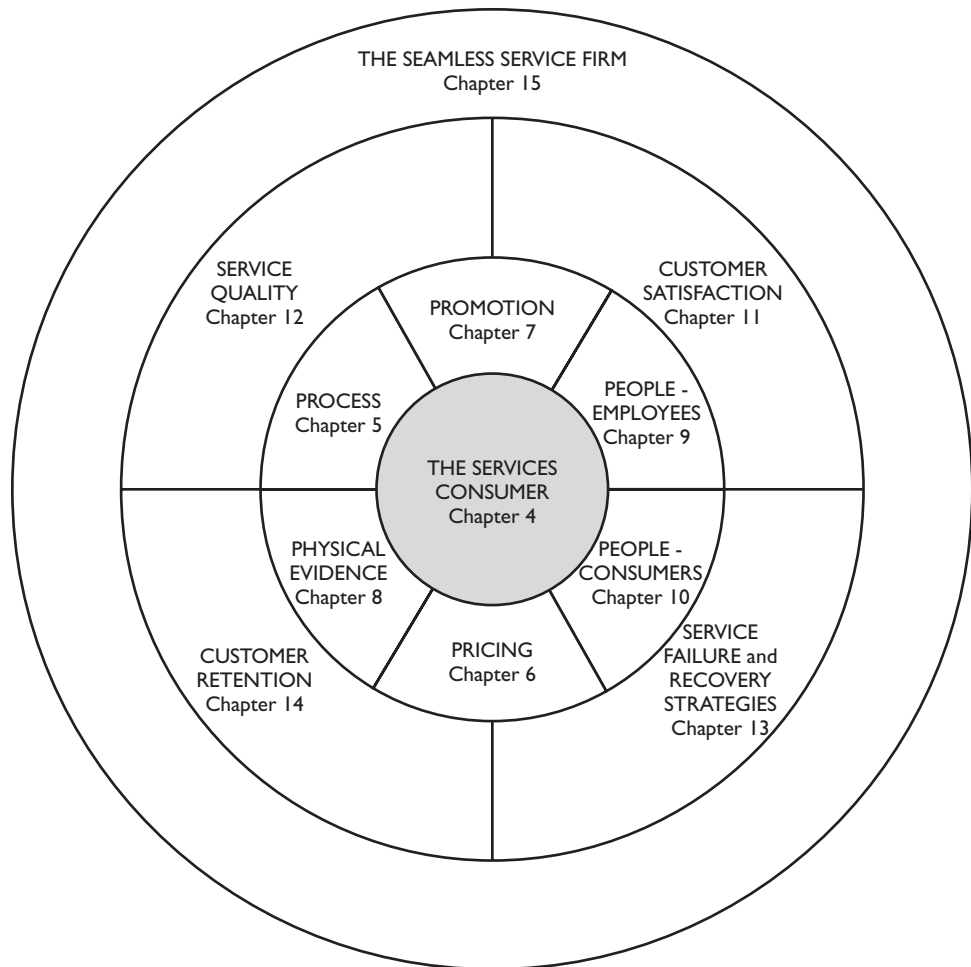 THE SEAMLESS SERVICE FIRM
Chapter 15
SERVICE
QUALITY
Chapter 12
CUSTOMER
SATISFACTION
Chapter 11
PROMOTION
Chapter 7
PROCESS
Chapter 5
PEOPLE -
EMPLOYEES
Chapter 9
THE SERVICES
CONSUMER
Chapter 4
PHYSICAL
EVIDENCE
Chapter 8
PEOPLE -
CONSUMERS
Chapter 10
PRICING
Chapter 6
CUSTOMER
RETENTION
Chapter 14
SERVICE
FAILURE and
RECOVERY
STRATEGIES
Chapter 13